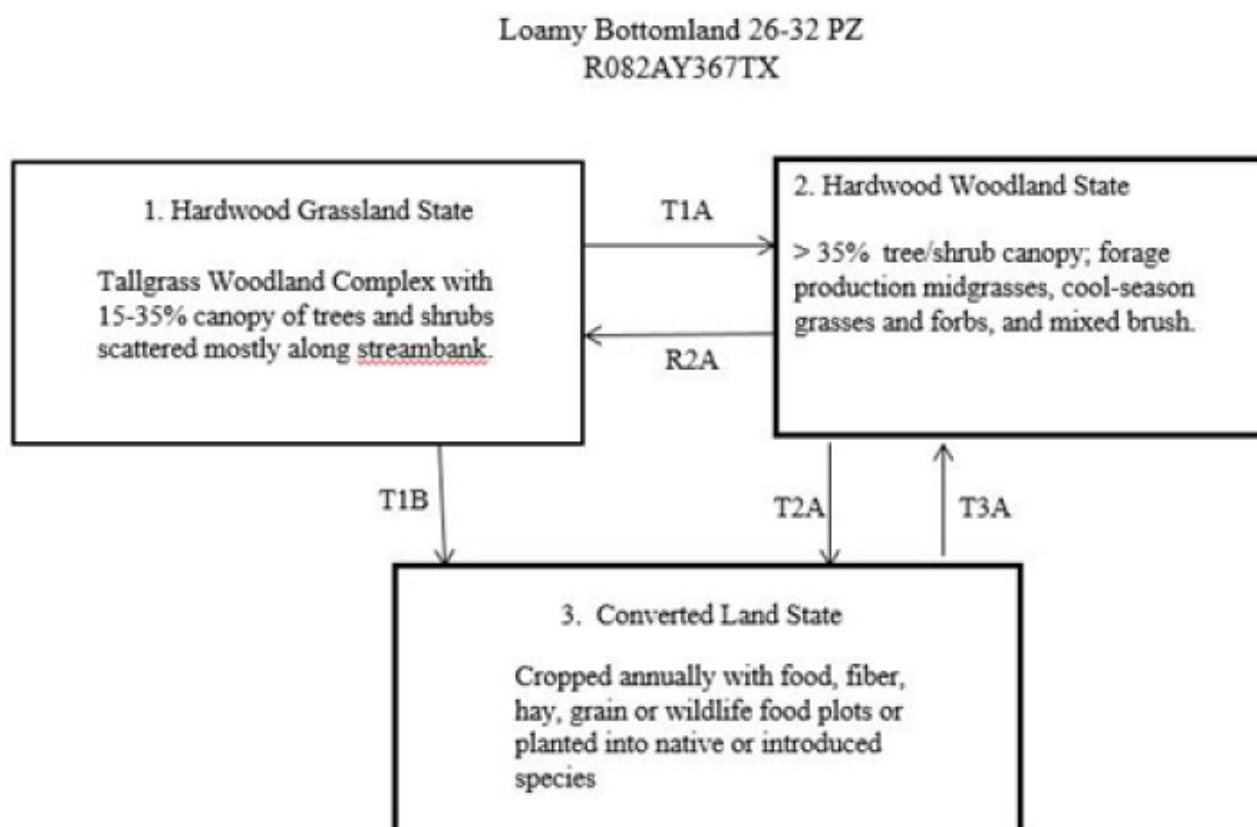 Loamy Bottomland 26-32 PZ
R082AY367TX
1. Hardwood Grassland State
Tallgrass Woodland Complex with
15-35% canopy of trees and shrubs
scattered mostly along streambank.
T1A
R2A
2. Hardwood Woodland State
> 35% tree/shrub canopy; forage
production midgrasses, cool-season
grasses and forbs, and mixed brush.
T1B
T2A
T3A
3. Converted Land State
Cropped annually with food, fiber,
hay, grain or wildlife food plots or
planted into native or introduced
species